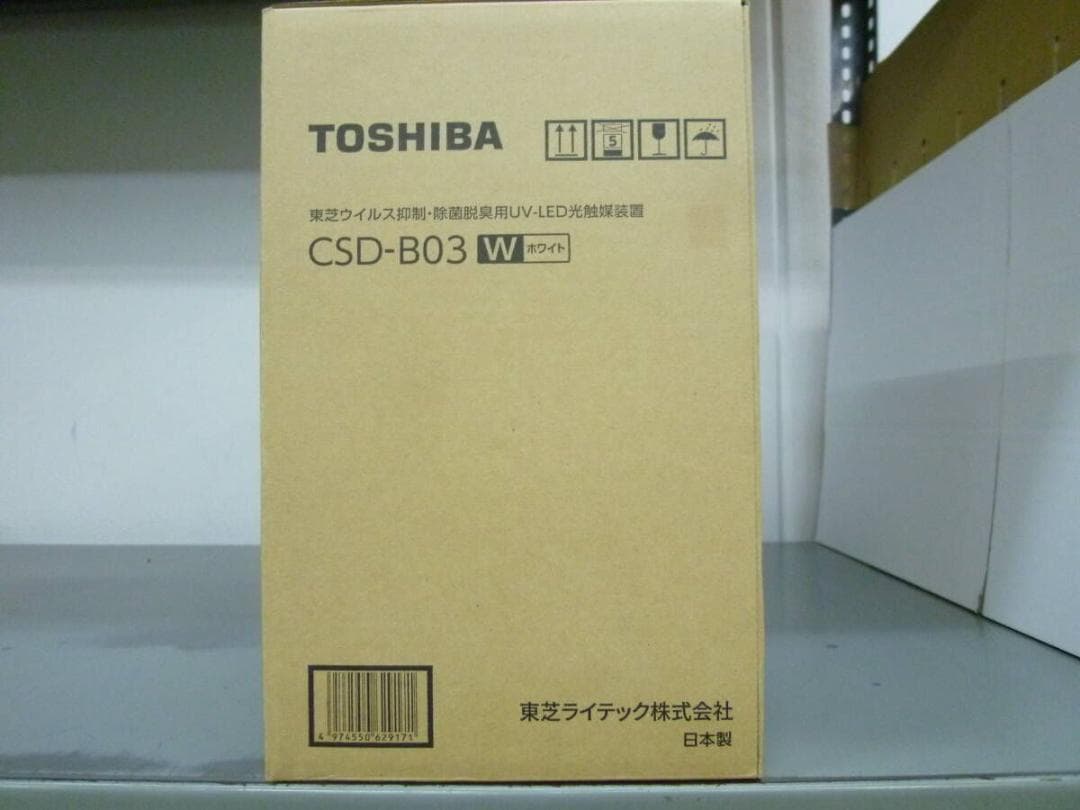 TOSHIBA
5
東芝ウイルス抑制・除菌脱臭用UV-LED光触媒装置
CSD-B03 W ホワイト
4 974550 629171
東芝ライテック株式会社
日本製